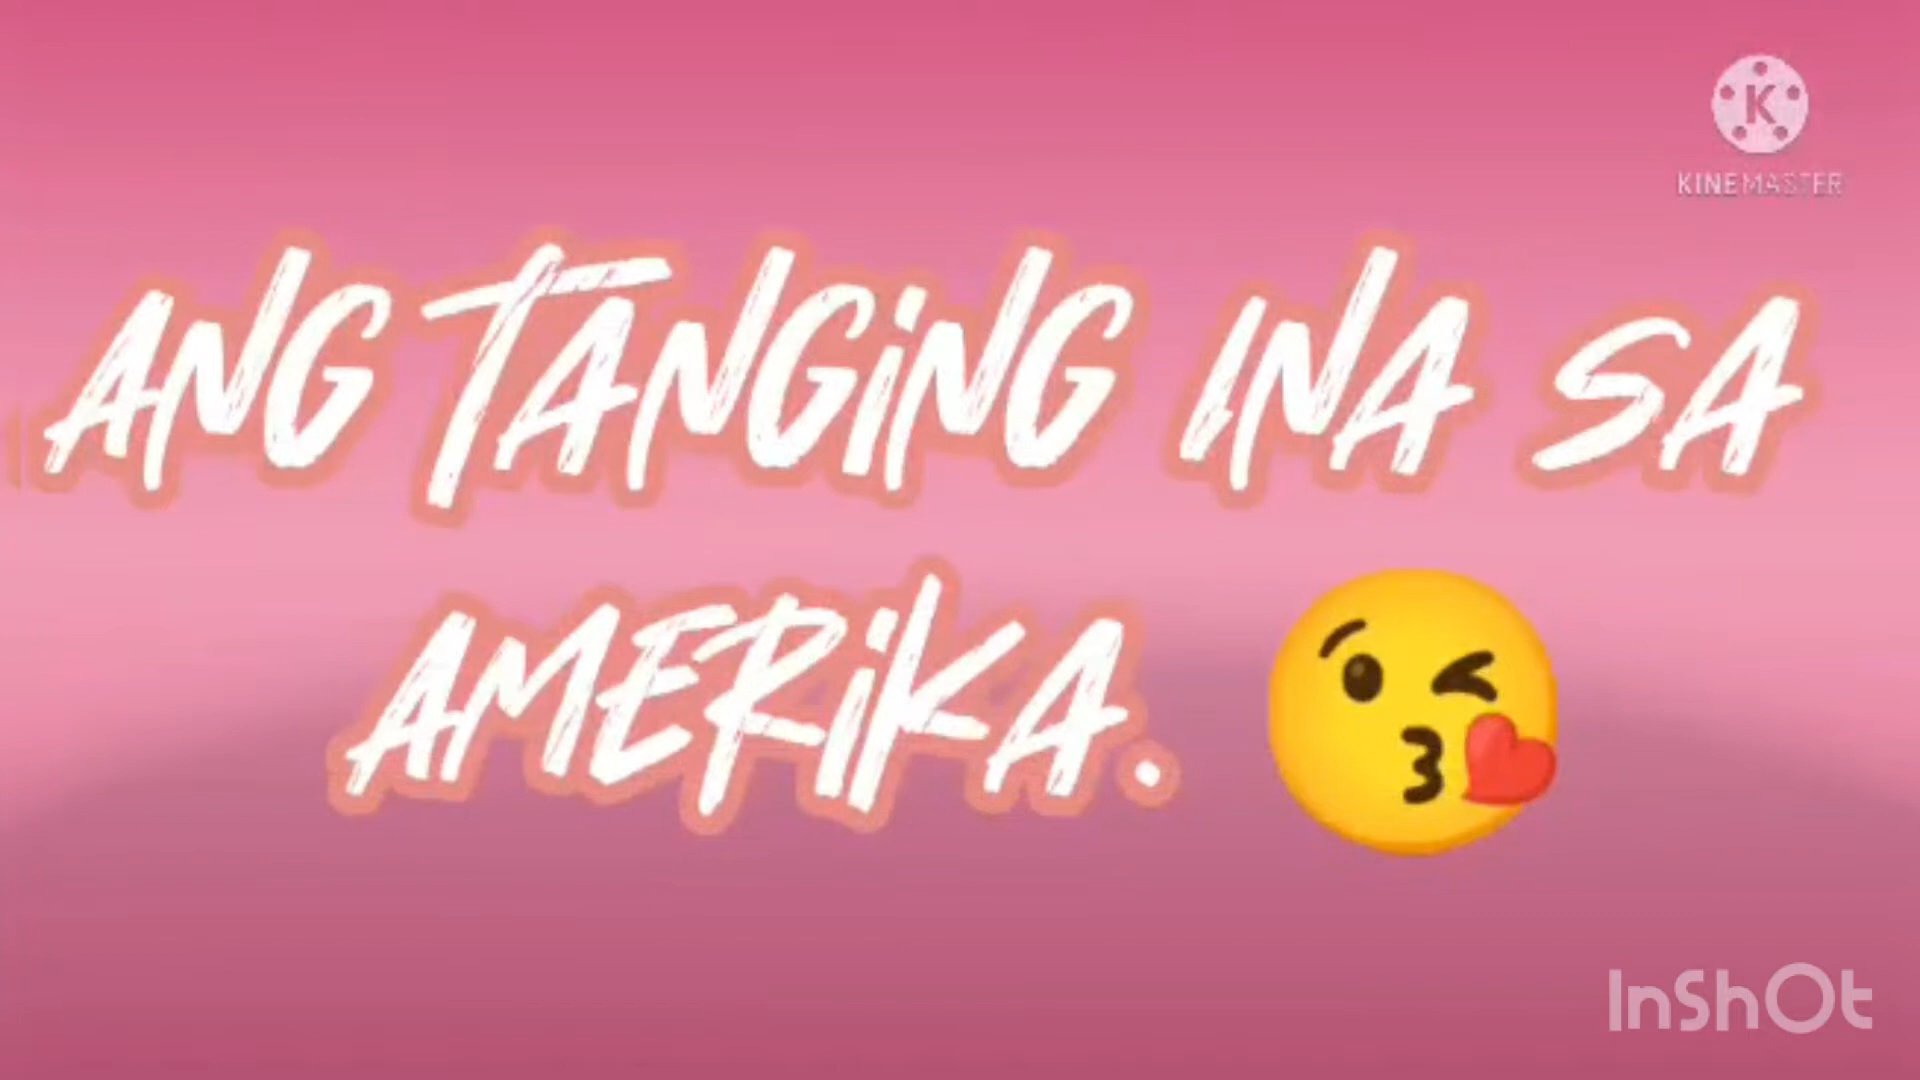 K
KINEMASTER
ANG TANGING INA SA
AMERIKA.
InShOt